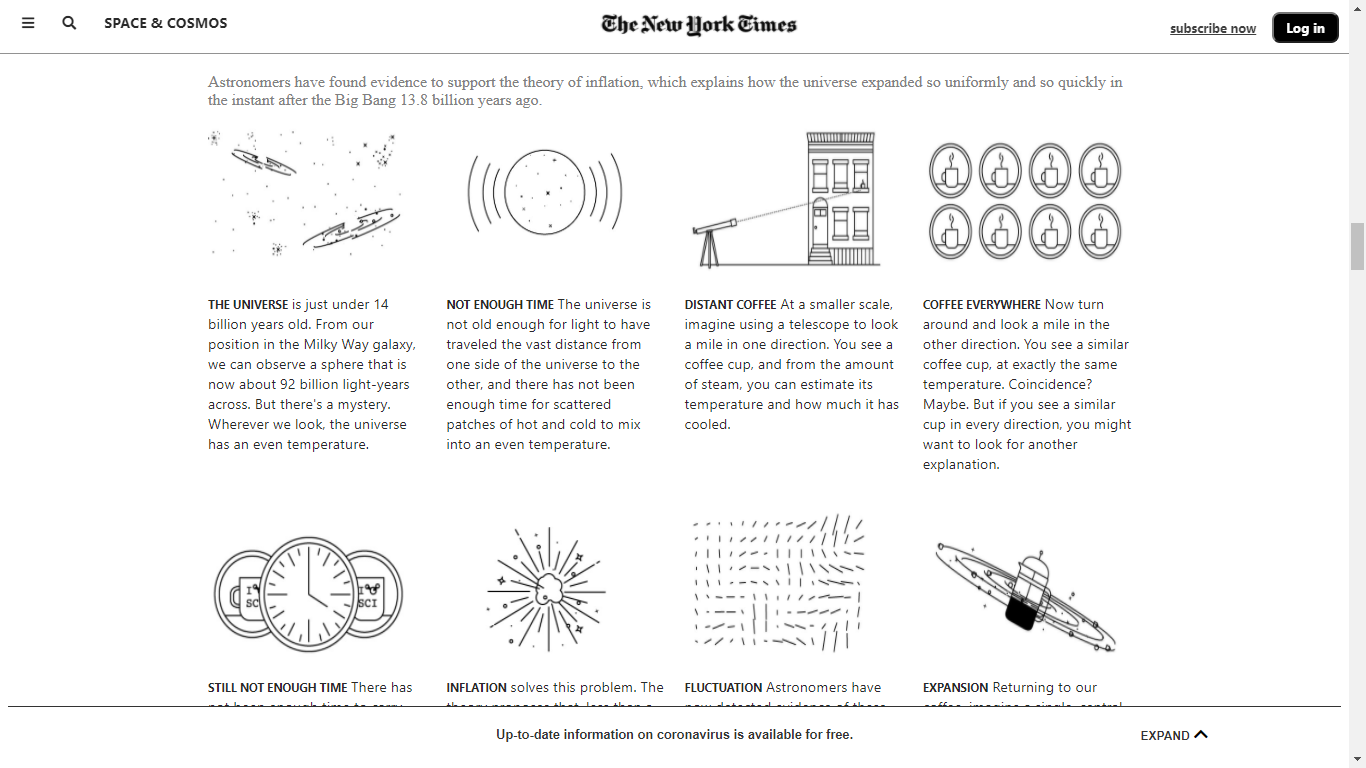 SPACE & COSMOS
The New York Times
subscribe now
Log in
Astronomers have found evidence to support the theory of inflation, which explains how the universe expanded so uniformly and so quickly in
the instant after the Big Bang 13.8 billion years ago.
THE UNIVERSE is just under 14
billion years old. From our
position in the Milky Way galaxy,
we can observe a sphere that is
now about 92 billion light-years
across. But there's a mystery.
Wherever we look, the universe
has an even temperature.
NOT ENOUGH TIME The universe is
not old enough for light to have
traveled the vast distance from
one side of the universe to the
other, and there has not been
enough time for scattered
patches of hot and cold to mix
into an even temperature.
DISTANT COFFEE At a smaller scale,
imagine using a telescope to look
a mile in one direction. You see a
coffee cup, and from the amount
of steam, you can estimate its
temperature and how much it has
cooled.
COFFEE EVERYWHERE Now turn
around and look a mile in the
other direction. You see a similar
coffee cup, at exactly the same
temperature. Coincidence?
Maybe. But if you see a similar
cup in every direction, you might
want to look for another
explanation.
STILL NOT ENOUGH TIME There has
INFLATION solves this problem. The
FLUCTUATION Astronomers have
EXPANSION Returning to our
Up-to-date information on coronavirus is available for free.
EXPAND